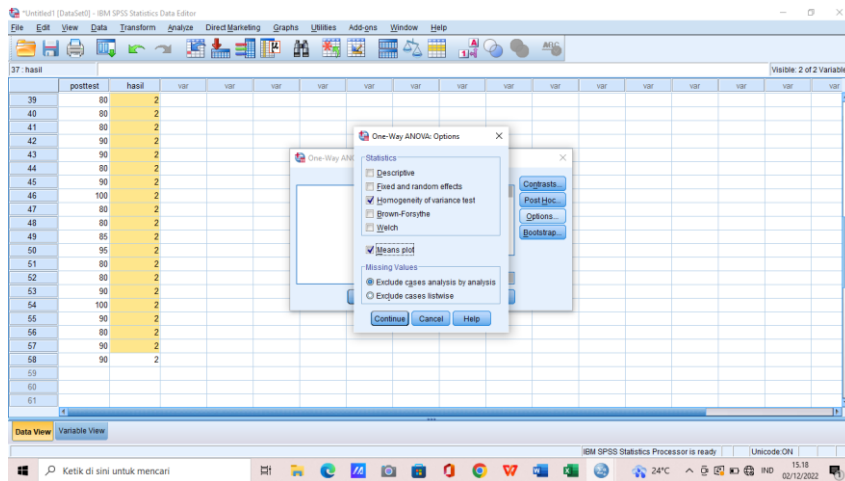 *Untitled1 [DataSet0] - IBM SPSS Statistics Data Editor
File Edit View Data Transform Analyze Direct Marketing Graphs Utilities Add-ons Window Help
37 : hasil Visible: 2 of 2 Variable
posttest hasil var var var var var var var var var var var var var var var
39 80 2
40 80 2
41 80 2
42 90 2
43 90 2
44 80 2
45 90 2
46 100 2
47 80 2
48 80 2
49 85 2
50 95 2
51 80 2
52 80 2
53 90 2
54 100 2
55 90 2
56 80 2
57 90 2
58 90 2
59
60
61
One-Way AN
Contrasts...
Post Hoc...
Options...
Bootstrap...
One-Way ANOVA: Options
Statistics
Descriptive
Fixed and random effects
Homogeneity of variance test
Brown-Forsythe
Welch
Means plot
Missing Values
Exclude cases analysis by analysis
Exclude cases listwise
Continue Cancel Help
Data View Variable View
IBM SPSS Statistics Processor is ready Unicode:ON
Ketik di sini untuk mencari 24°C IND 15.18
02/12/2022